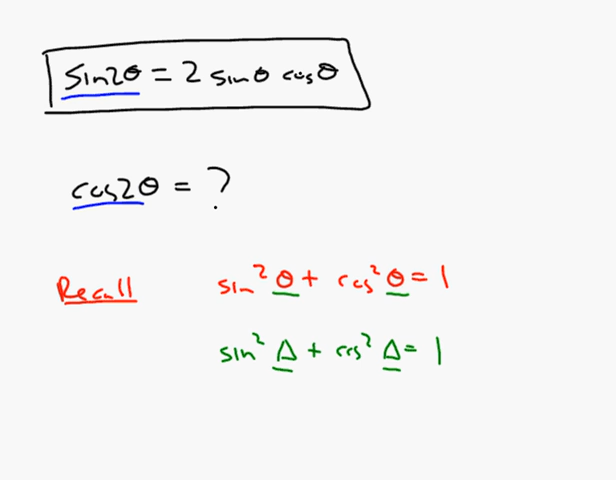 sin2θ = 2 sinθ cosθ
cos2θ = ?
Recall sin²θ + cos²θ = 1
sin²Δ + cos²Δ = 1